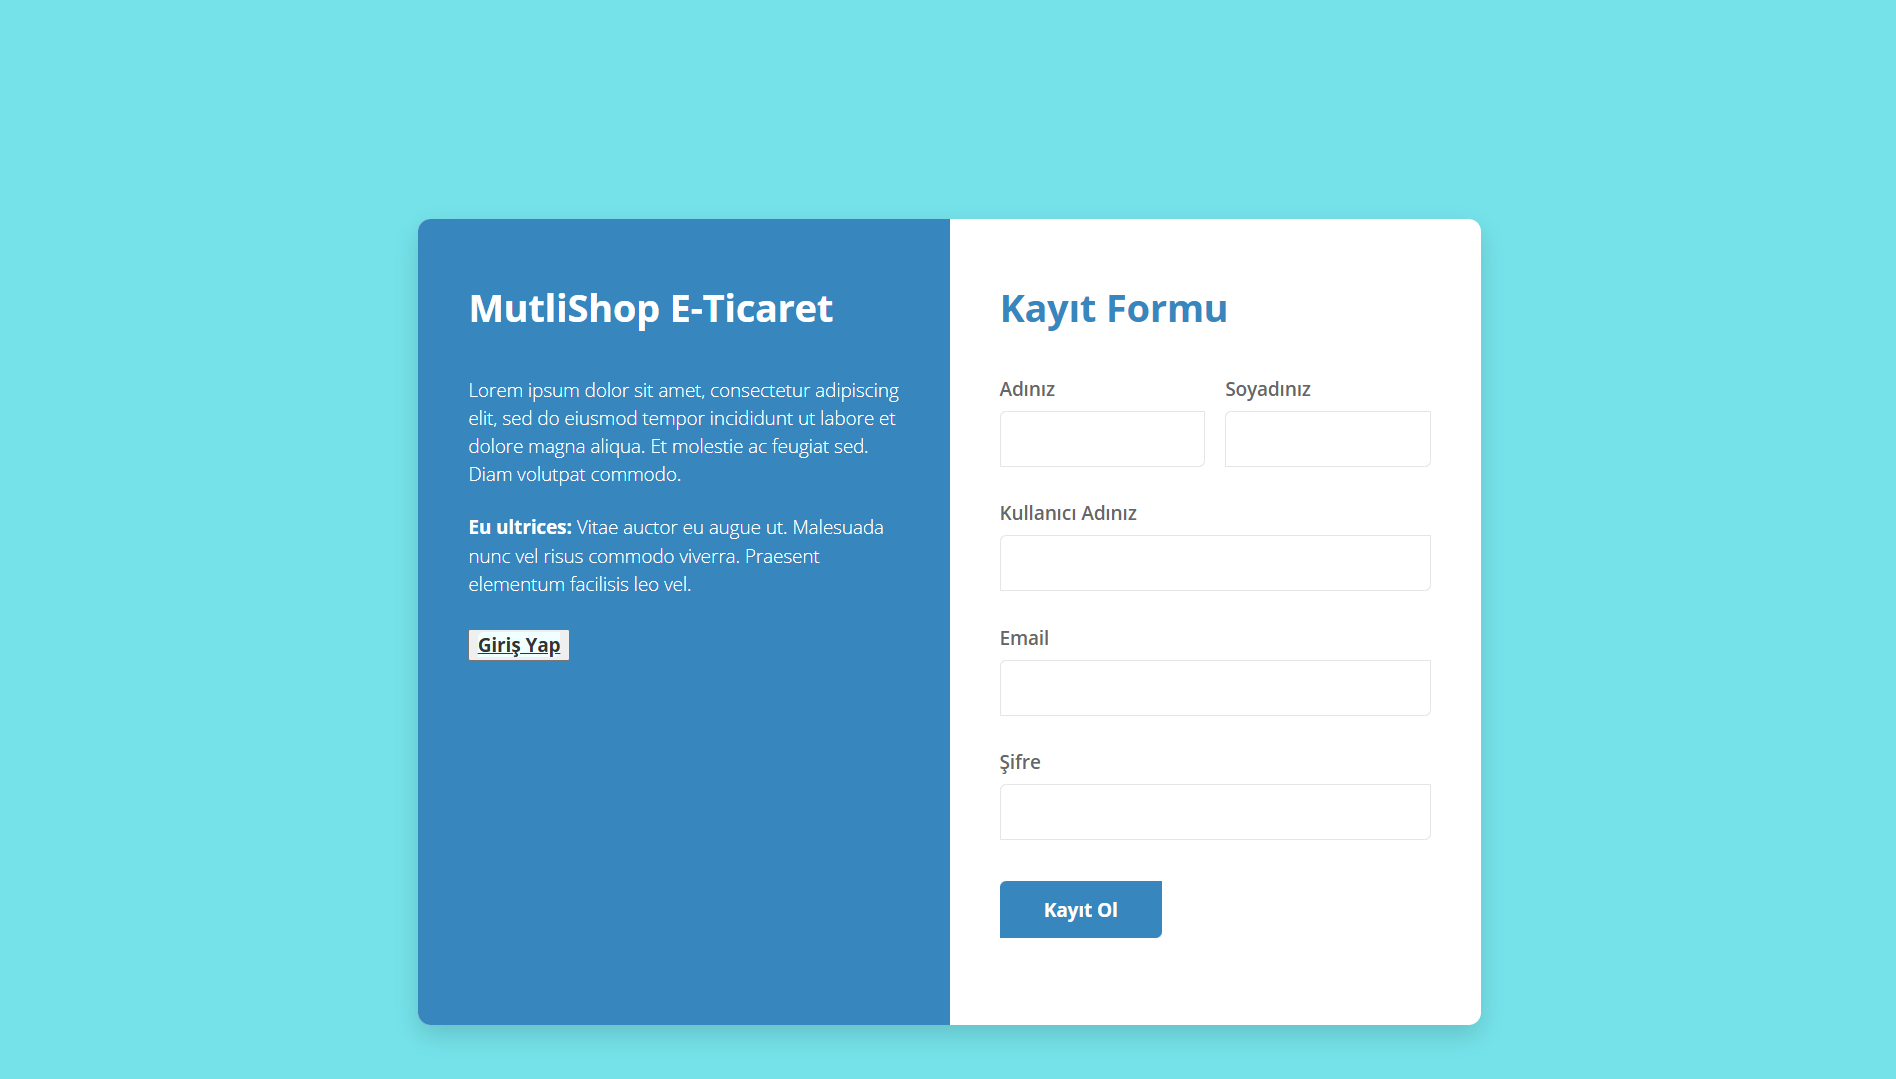 MutliShop E-Ticaret
Lorem ipsum dolor sit amet, consectetur adipiscing
elit, sed do eiusmod tempor incididunt ut labore et
dolore magna aliqua. Et molestie ac feugiat sed.
Diam volutpat commodo.
Eu ultrices: Vitae auctor eu augue ut. Malesuada
nunc vel risus commodo viverra. Praesent
elementum facilisis leo vel.
Giriş Yap
Kayıt Formu
Adınız
Soyadınız
Kullanıcı Adınız
Email
Şifre
Kayıt Ol